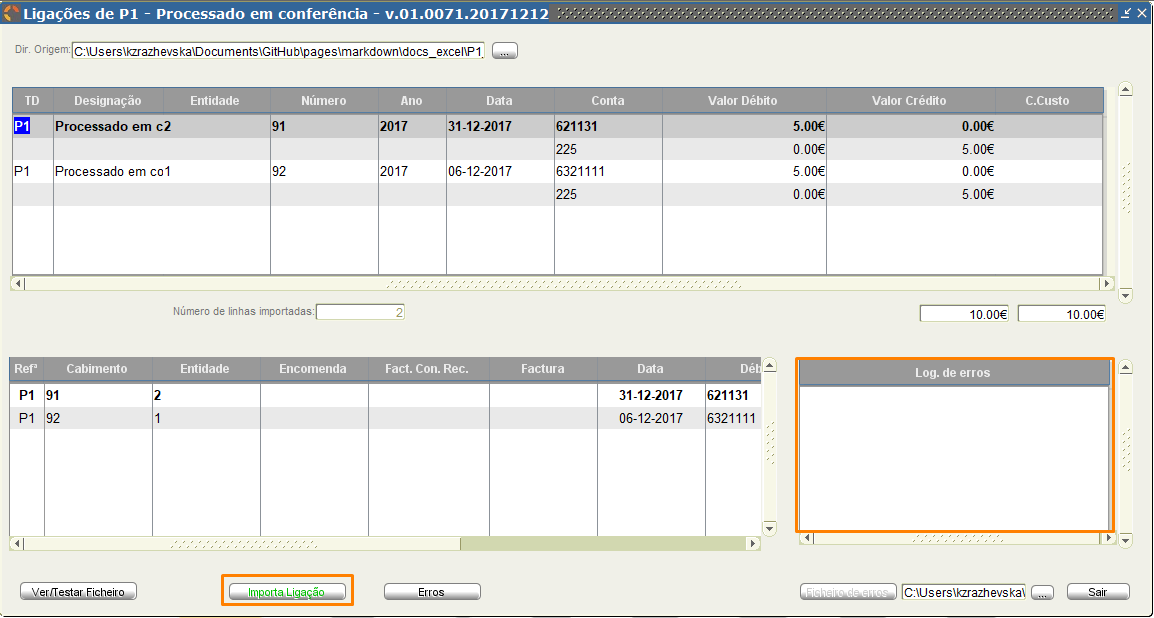 Ligações de P1 - Processado em conferência - v.01.0071.20171212
Dir. Origem: C:\Users\kzrazhevska\Documents\GitHub\pages\markdown\docs_excel\P1 ...
TD Designação Entidade Número Ano Data Conta Valor Débito Valor Crédito C.Custo
P1 Processado em c2 91 2017 31-12-2017 621131 5.00€ 0.00€
225 0.00€ 5.00€
P1 Processado em co1 92 2017 06-12-2017 6321111 5.00€ 0.00€
225 0.00€ 5.00€
Número de linhas importadas: 2 10.00€ 10.00€
Refª Cabimento Entidade Encomenda Fact. Con. Rec. Factura Data Déb Log. de erros
P1 91 2 31-12-2017 621131
P1 92 1 06-12-2017 6321111
Ver/Testar Ficheiro Importa Ligação Erros Ficheiro de erros C:\Users\kzrazhevska\ ... Sair